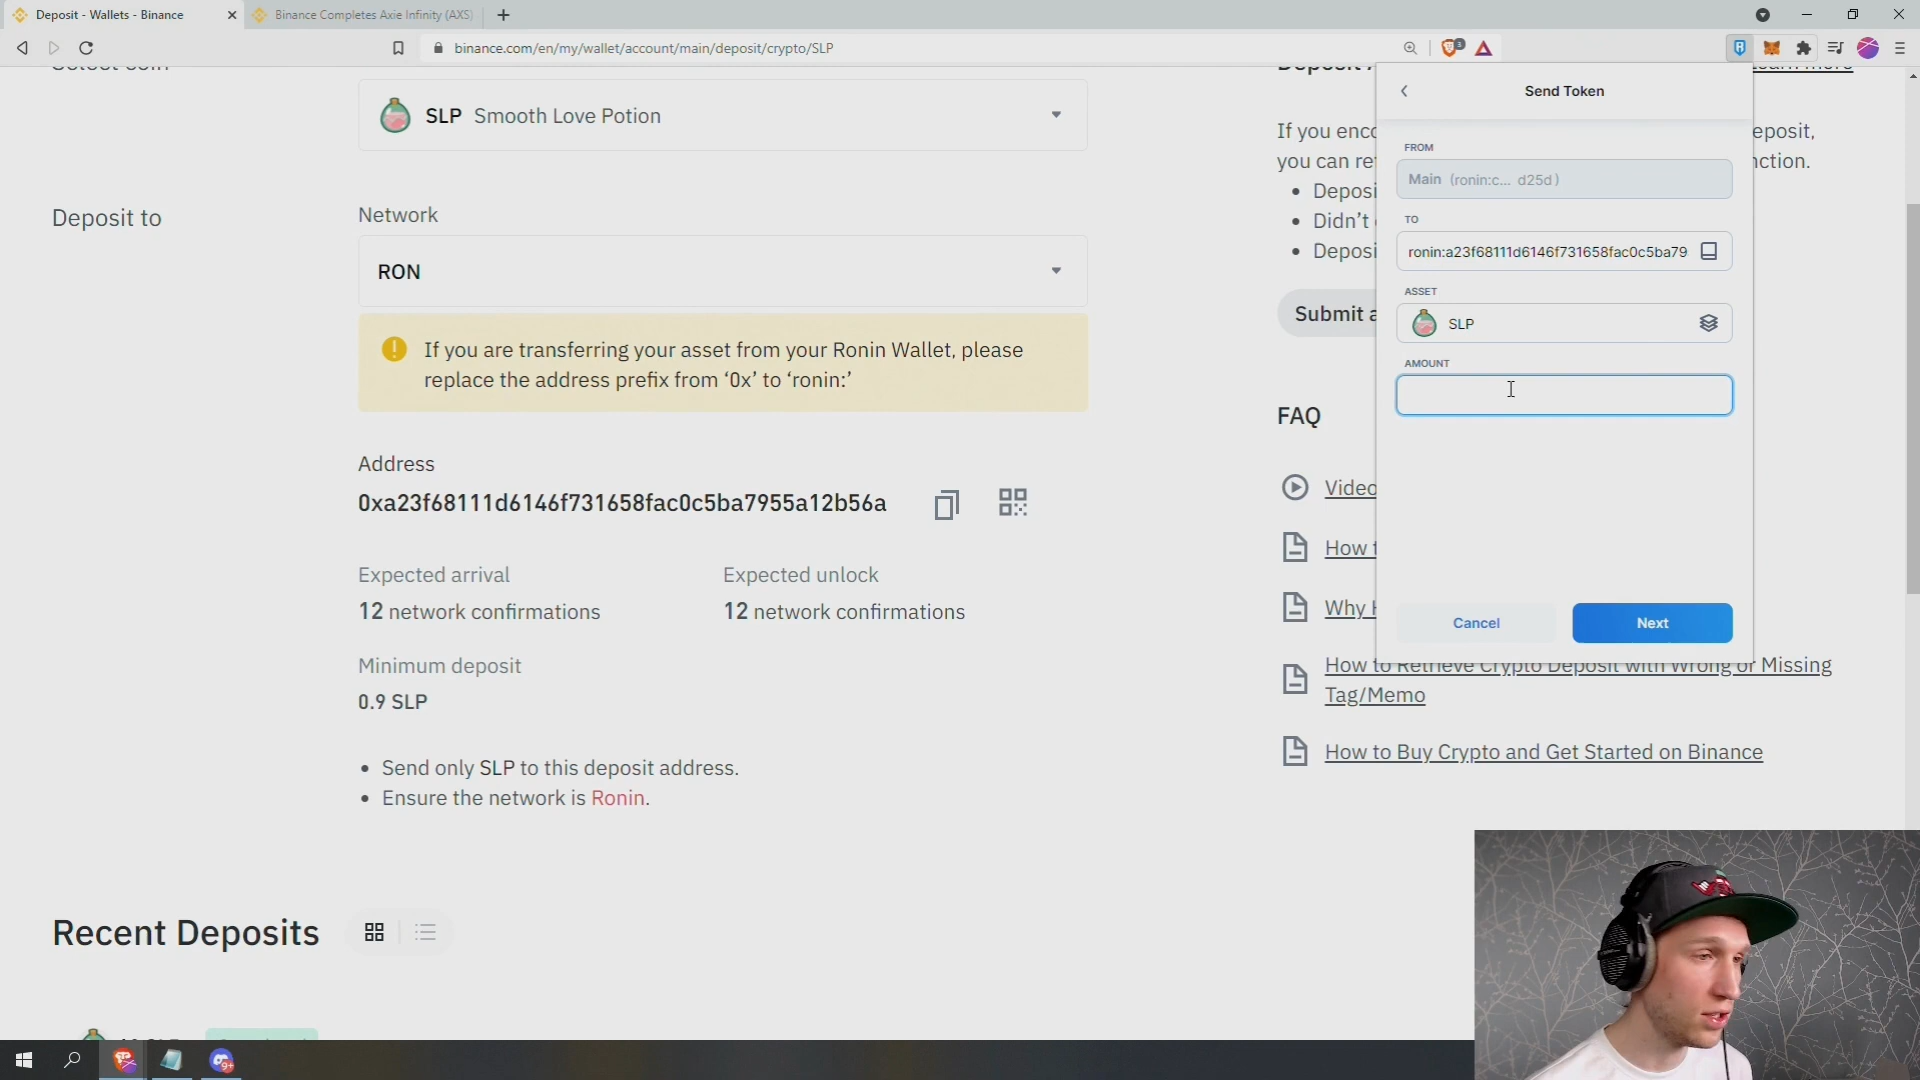 Deposit - Wallets - Binance
Binance Completes Axie Infinity (AXS)
binance.com/en/my/wallet/account/main/deposit/crypto/SLP
3
SLP Smooth Love Potion
Deposit to
Network
RON
If you are transferring your asset from your Ronin Wallet, please
replace the address prefix from ‘0x’ to ‘ronin:’
Address
0xa23f68111d6146f731658fac0c5ba7955a12b56a
Expected arrival
12 network confirmations
Expected unlock
12 network confirmations
Minimum deposit
0.9 SLP
Send only SLP to this deposit address.
Ensure the network is Ronin.
Recent Deposits
If you enco
eposit,
you can re
nction.
Deposi
Didn’t
Deposi
Submit a
FAQ
Video
How t
Why H
How to Retrieve Crypto Deposit with Wrong or Missing
Tag/Memo
How to Buy Crypto and Get Started on Binance
Send Token
FROM
Main (ronin:c... d25d)
TO
ronin:a23f68111d6146f731658fac0c5ba79
ASSET
SLP
AMOUNT
Cancel
Next
9+